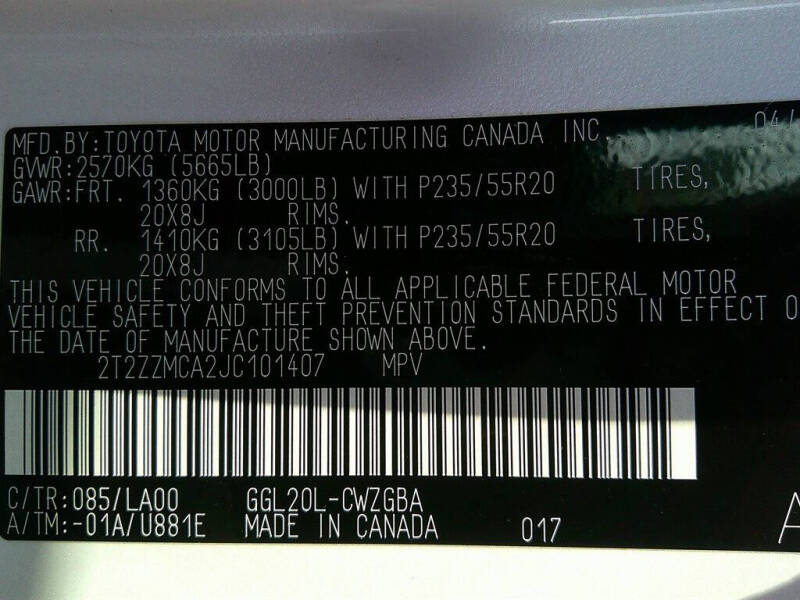 MFD. BY: TOYOTA MOTOR MANUFACTURING CANADA INC. 04/
GVWR: 2570KG (5665LB)
GAWR: FRT. 1360KG (3000LB) WITH P235/55R20 TIRES,
20X8J RIMS.
RR. 1410KG (3105LB) WITH P235/55R20 TIRES,
20X8J RIMS.
THIS VEHICLE CONFORMS TO ALL APPLICABLE FEDERAL MOTOR
VEHICLE SAFETY AND THEFT PREVENTION STANDARDS IN EFFECT O
THE DATE OF MANUFACTURE SHOWN ABOVE.
2T2ZZMCA2JC101407 MPV
C/TR: 085/LA00 GGL20L-CWZGBA
A/TM: -01A/U881E MADE IN CANADA 017 A